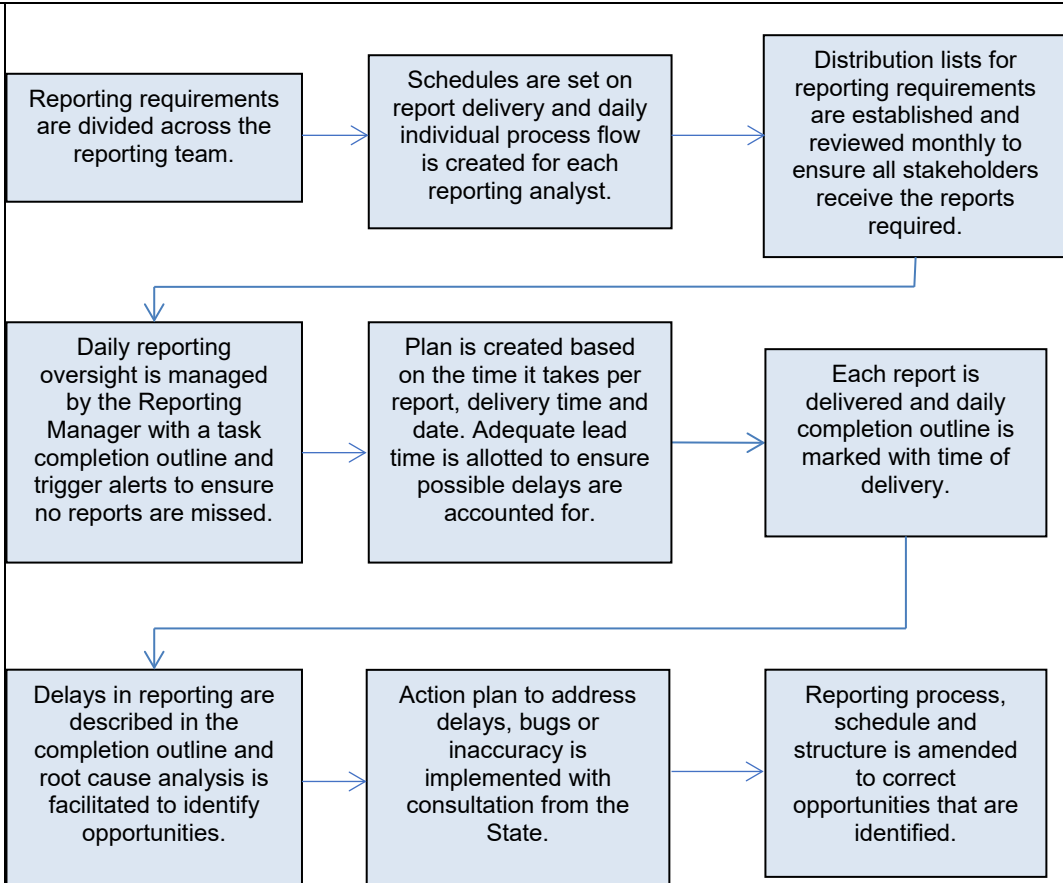 Reporting requirements
are divided across the
reporting team.
Schedules are set on
report delivery and daily
individual process flow
is created for each
reporting analyst.
Distribution lists for
reporting requirements
are established and
reviewed monthly to
ensure all stakeholders
receive the reports
required.
Daily reporting
oversight is managed
by the Reporting
Manager with a task
completion outline and
trigger alerts to ensure
no reports are missed.
Plan is created based
on the time it takes per
report, delivery time and
date. Adequate lead
time is allotted to ensure
possible delays are
accounted for.
Each report is
delivered and daily
completion outline is
marked with time of
delivery.
Delays in reporting are
described in the
completion outline and
root cause analysis is
facilitated to identify
opportunities.
Action plan to address
delays, bugs or
inaccuracy is
implemented with
consultation from the
State.
Reporting process,
schedule and
structure is amended
to correct
opportunities that are
identified.